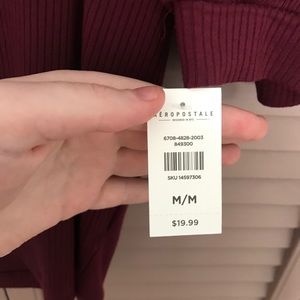 AÉROPOSTALE
6708-4828-2003
849300
SKU 14597306
M/M
$19.99